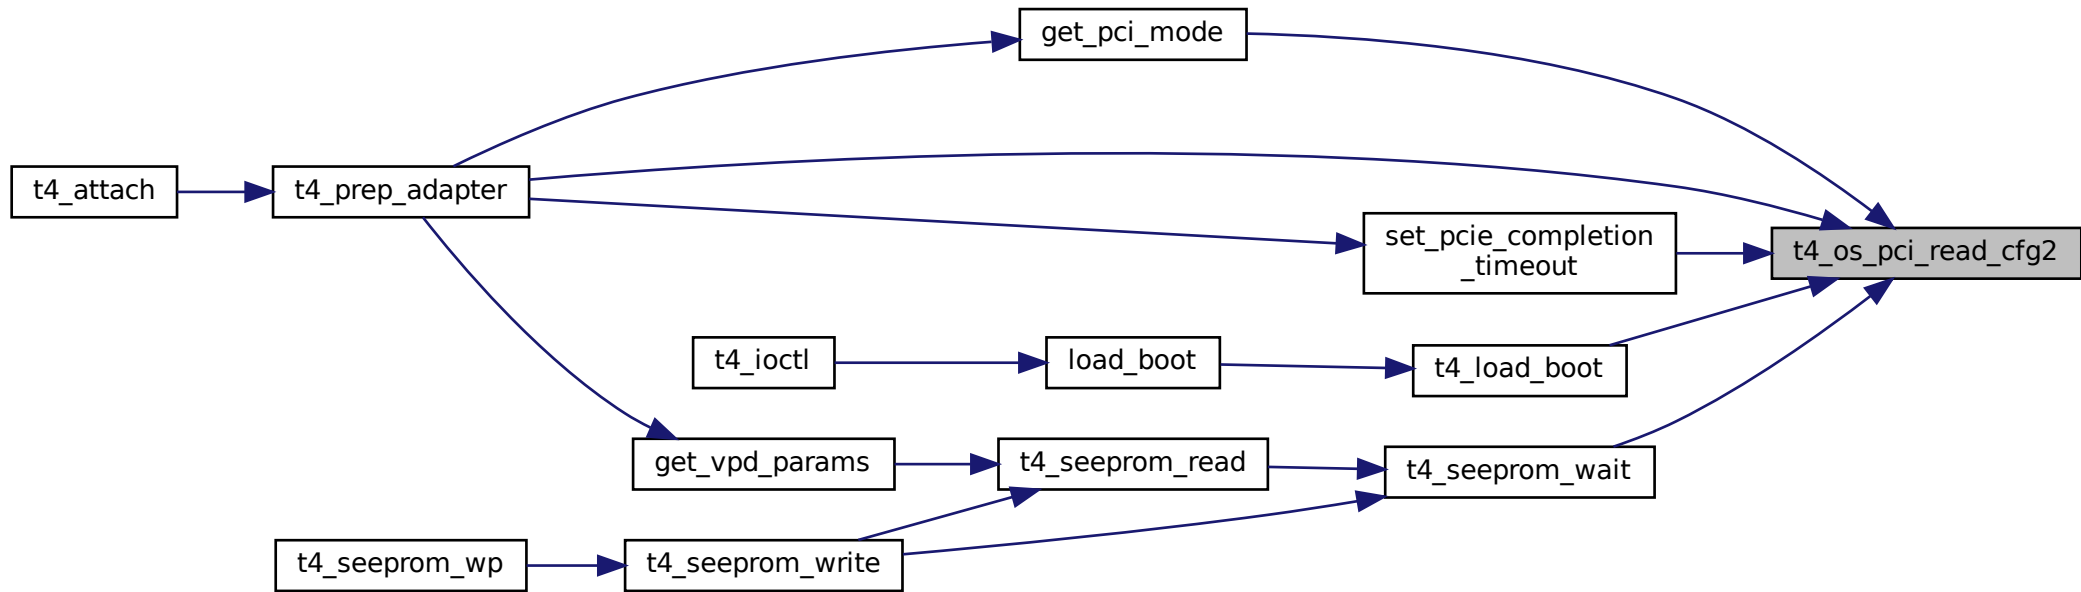 get_pci_mode
t4_attach
t4_prep_adapter
set_pcie_completion
_timeout
t4_os_pci_read_cfg2
t4_ioctl
load_boot
t4_load_boot
get_vpd_params
t4_seeprom_read
t4_seeprom_wait
t4_seeprom_wp
t4_seeprom_write